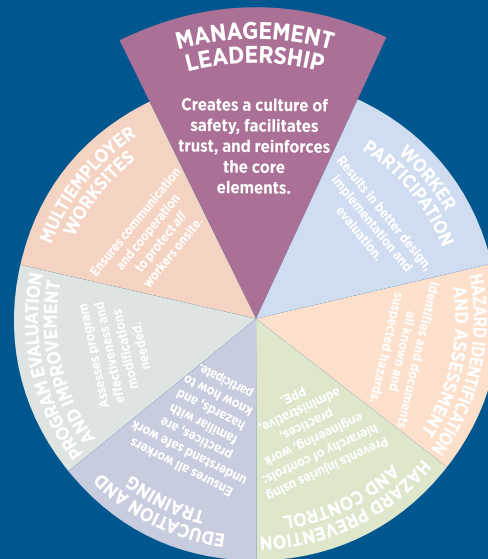 MANAGEMENT
LEADERSHIP
Creates a culture of
safety, facilitates
trust, and reinforces
the core
elements.
WORKER
PARTICIPATION
Results in better design,
implementation and
evaluation.
HAZARD IDENTIFICATION
AND ASSESSMENT
Identifies and documents
all known and
suspected hazards.
HAZARD PREVENTION
AND CONTROL
Prevents injuries using
hierarchy of controls:
engineering, work
practices,
administrative,
PPE.
EDUCATION AND
TRAINING
Ensures all workers
understand safe work
practices, are
familiar with
hazards, and
know how to
participate.
PROGRAM EVALUATION
AND IMPROVEMENT
Assesses program
effectiveness and
modifications
needed.
MULTIEMPLOYER
WORKSITES
Ensures communication
and cooperation
to protect all
workers onsite.